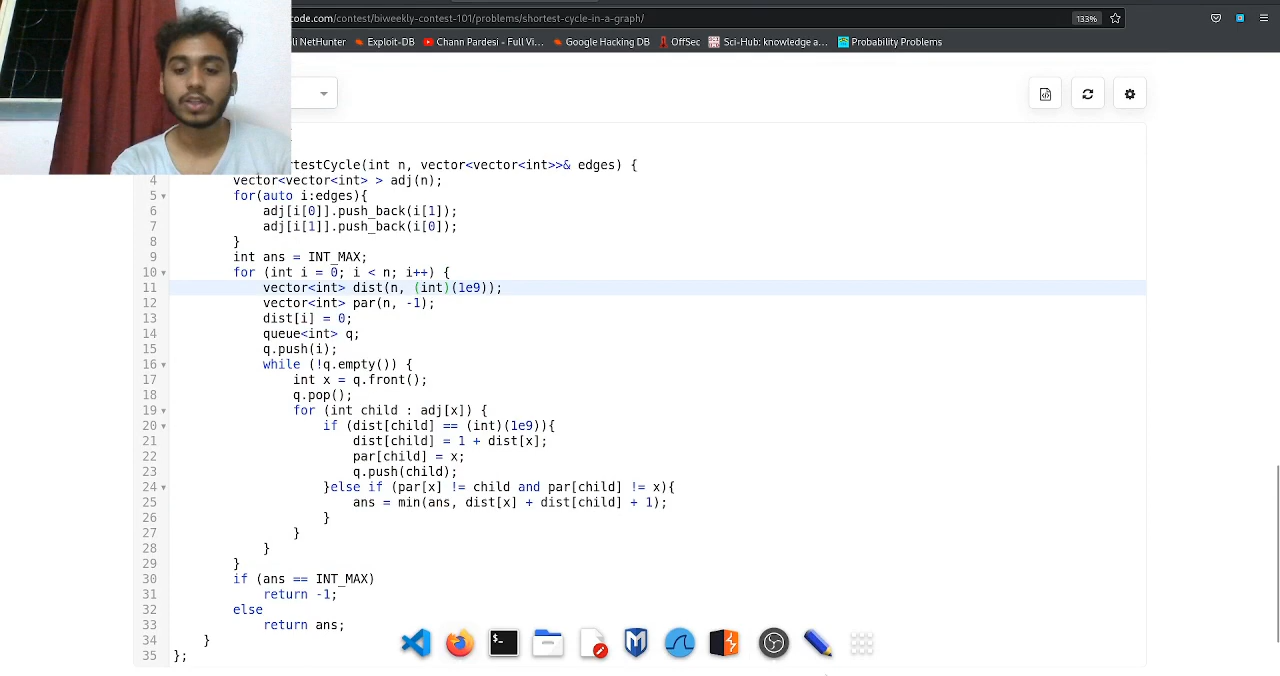 code.com/contest/biweekly-contest-101/problems/shortest-cycle-in-a-graph/
133%
li NetHunter
Exploit-DB
Chann Pardesi - Full Vi...
Google Hacking DB
OffSec
Sci-Hub: knowledge a...
Probability Problems
rtestCycle(int n, vector<vector<int>>& edges) {
4 vector<vector<int> > adj(n);
5 for(auto i:edges){
6 adj[i[0]].push_back(i[1]);
7 adj[i[1]].push_back(i[0]);
8 }
9 int ans = INT_MAX;
10 for (int i = 0; i < n; i++) {
11 vector<int> dist(n, (int)(1e9));
12 vector<int> par(n, -1);
13 dist[i] = 0;
14 queue<int> q;
15 q.push(i);
16 while (!q.empty()) {
17 int x = q.front();
18 q.pop();
19 for (int child : adj[x]) {
20 if (dist[child] == (int)(1e9)){
21 dist[child] = 1 + dist[x];
22 par[child] = x;
23 q.push(child);
24 }else if (par[x] != child and par[child] != x){
25 ans = min(ans, dist[x] + dist[child] + 1);
26 }
27 }
28 }
29 }
30 if (ans == INT_MAX)
31 return -1;
32 else
33 return ans;
34 }
35 };